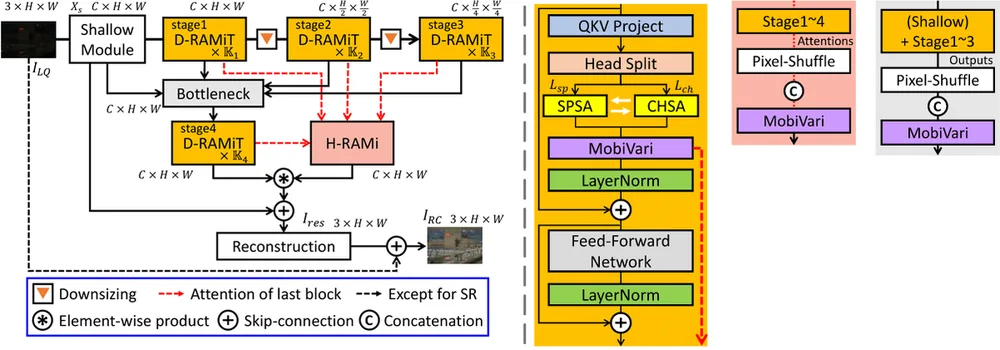 3 × H × W
X_s C × H × W
C × H × W
C × H/2 × W/2
C × H/4 × W/4
I_LQ
Shallow
Module
stage1
D-RAMiT
× 𝕂_1
stage2
D-RAMiT
× 𝕂_2
stage3
D-RAMiT
× 𝕂_3
Bottleneck
C × H × W
stage4
D-RAMiT
× 𝕂_4
H-RAMi
C × H × W
*
C × H × W
+
I_res 3 × H × W
Reconstruction
+
I_RC 3 × H × W
Downsizing
Attention of last block
Except for SR
* Element-wise product
+ Skip-connection
C Concatenation
QKV Project
Head Split
L_sp
L_ch
SPSA
CHSA
MobiVari
LayerNorm
+
Feed-Forward
Network
LayerNorm
+
Stage1~4
Attentions
Pixel-Shuffle
C
MobiVari
(Shallow)
+ Stage1~3
Outputs
Pixel-Shuffle
C
MobiVari